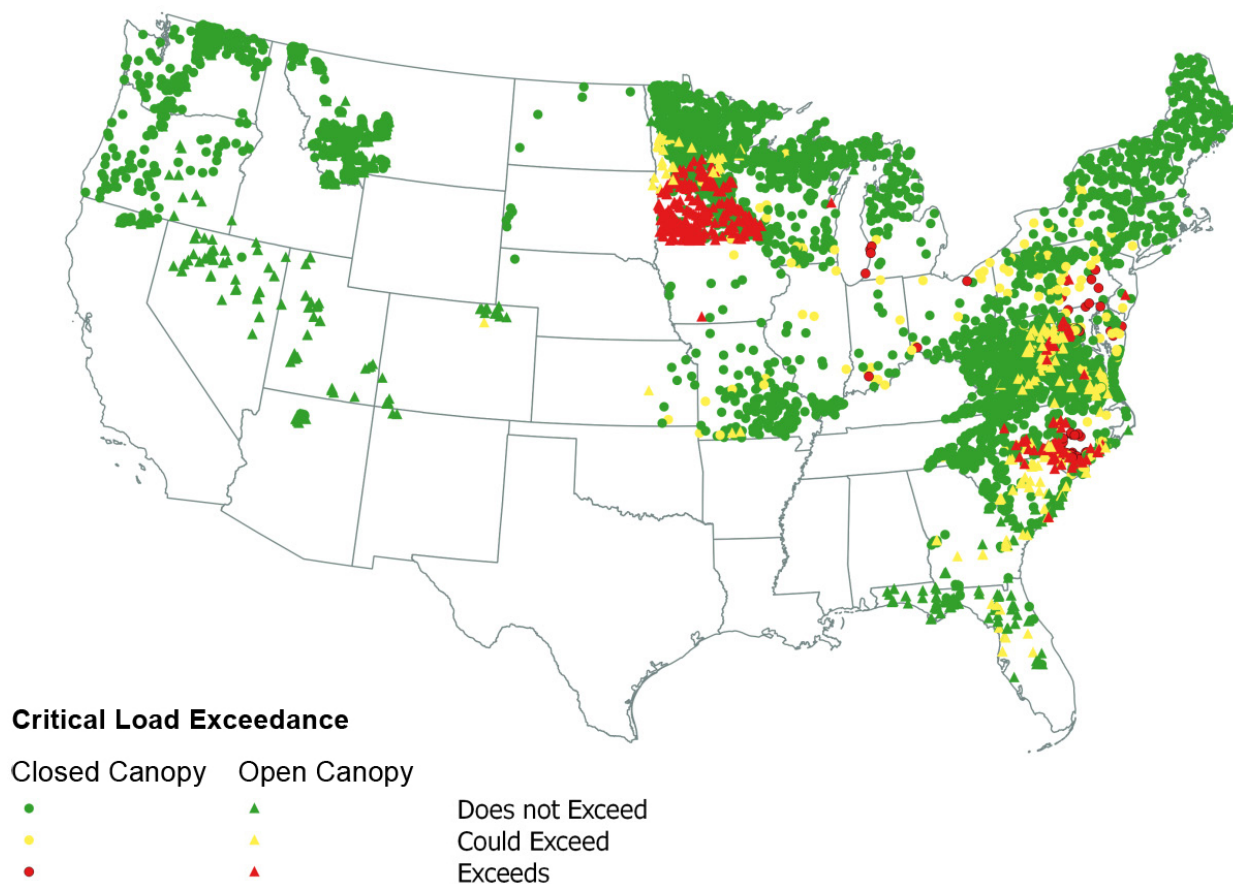 Critical Load Exceedance
Closed Canopy Open Canopy
Does not Exceed
Could Exceed
Exceeds